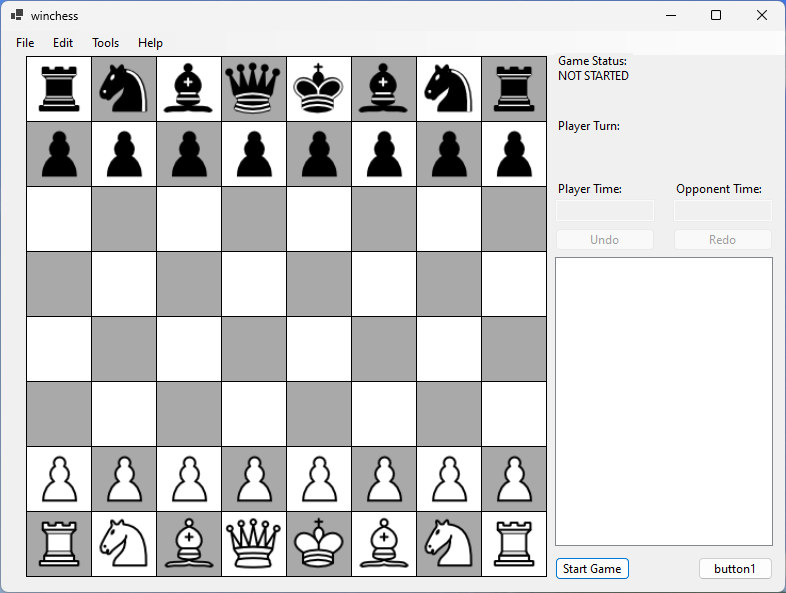 winchess
File Edit Tools Help
Game Status:
NOT STARTED
Player Turn:
Player Time: Opponent Time:
Undo Redo
Start Game button1